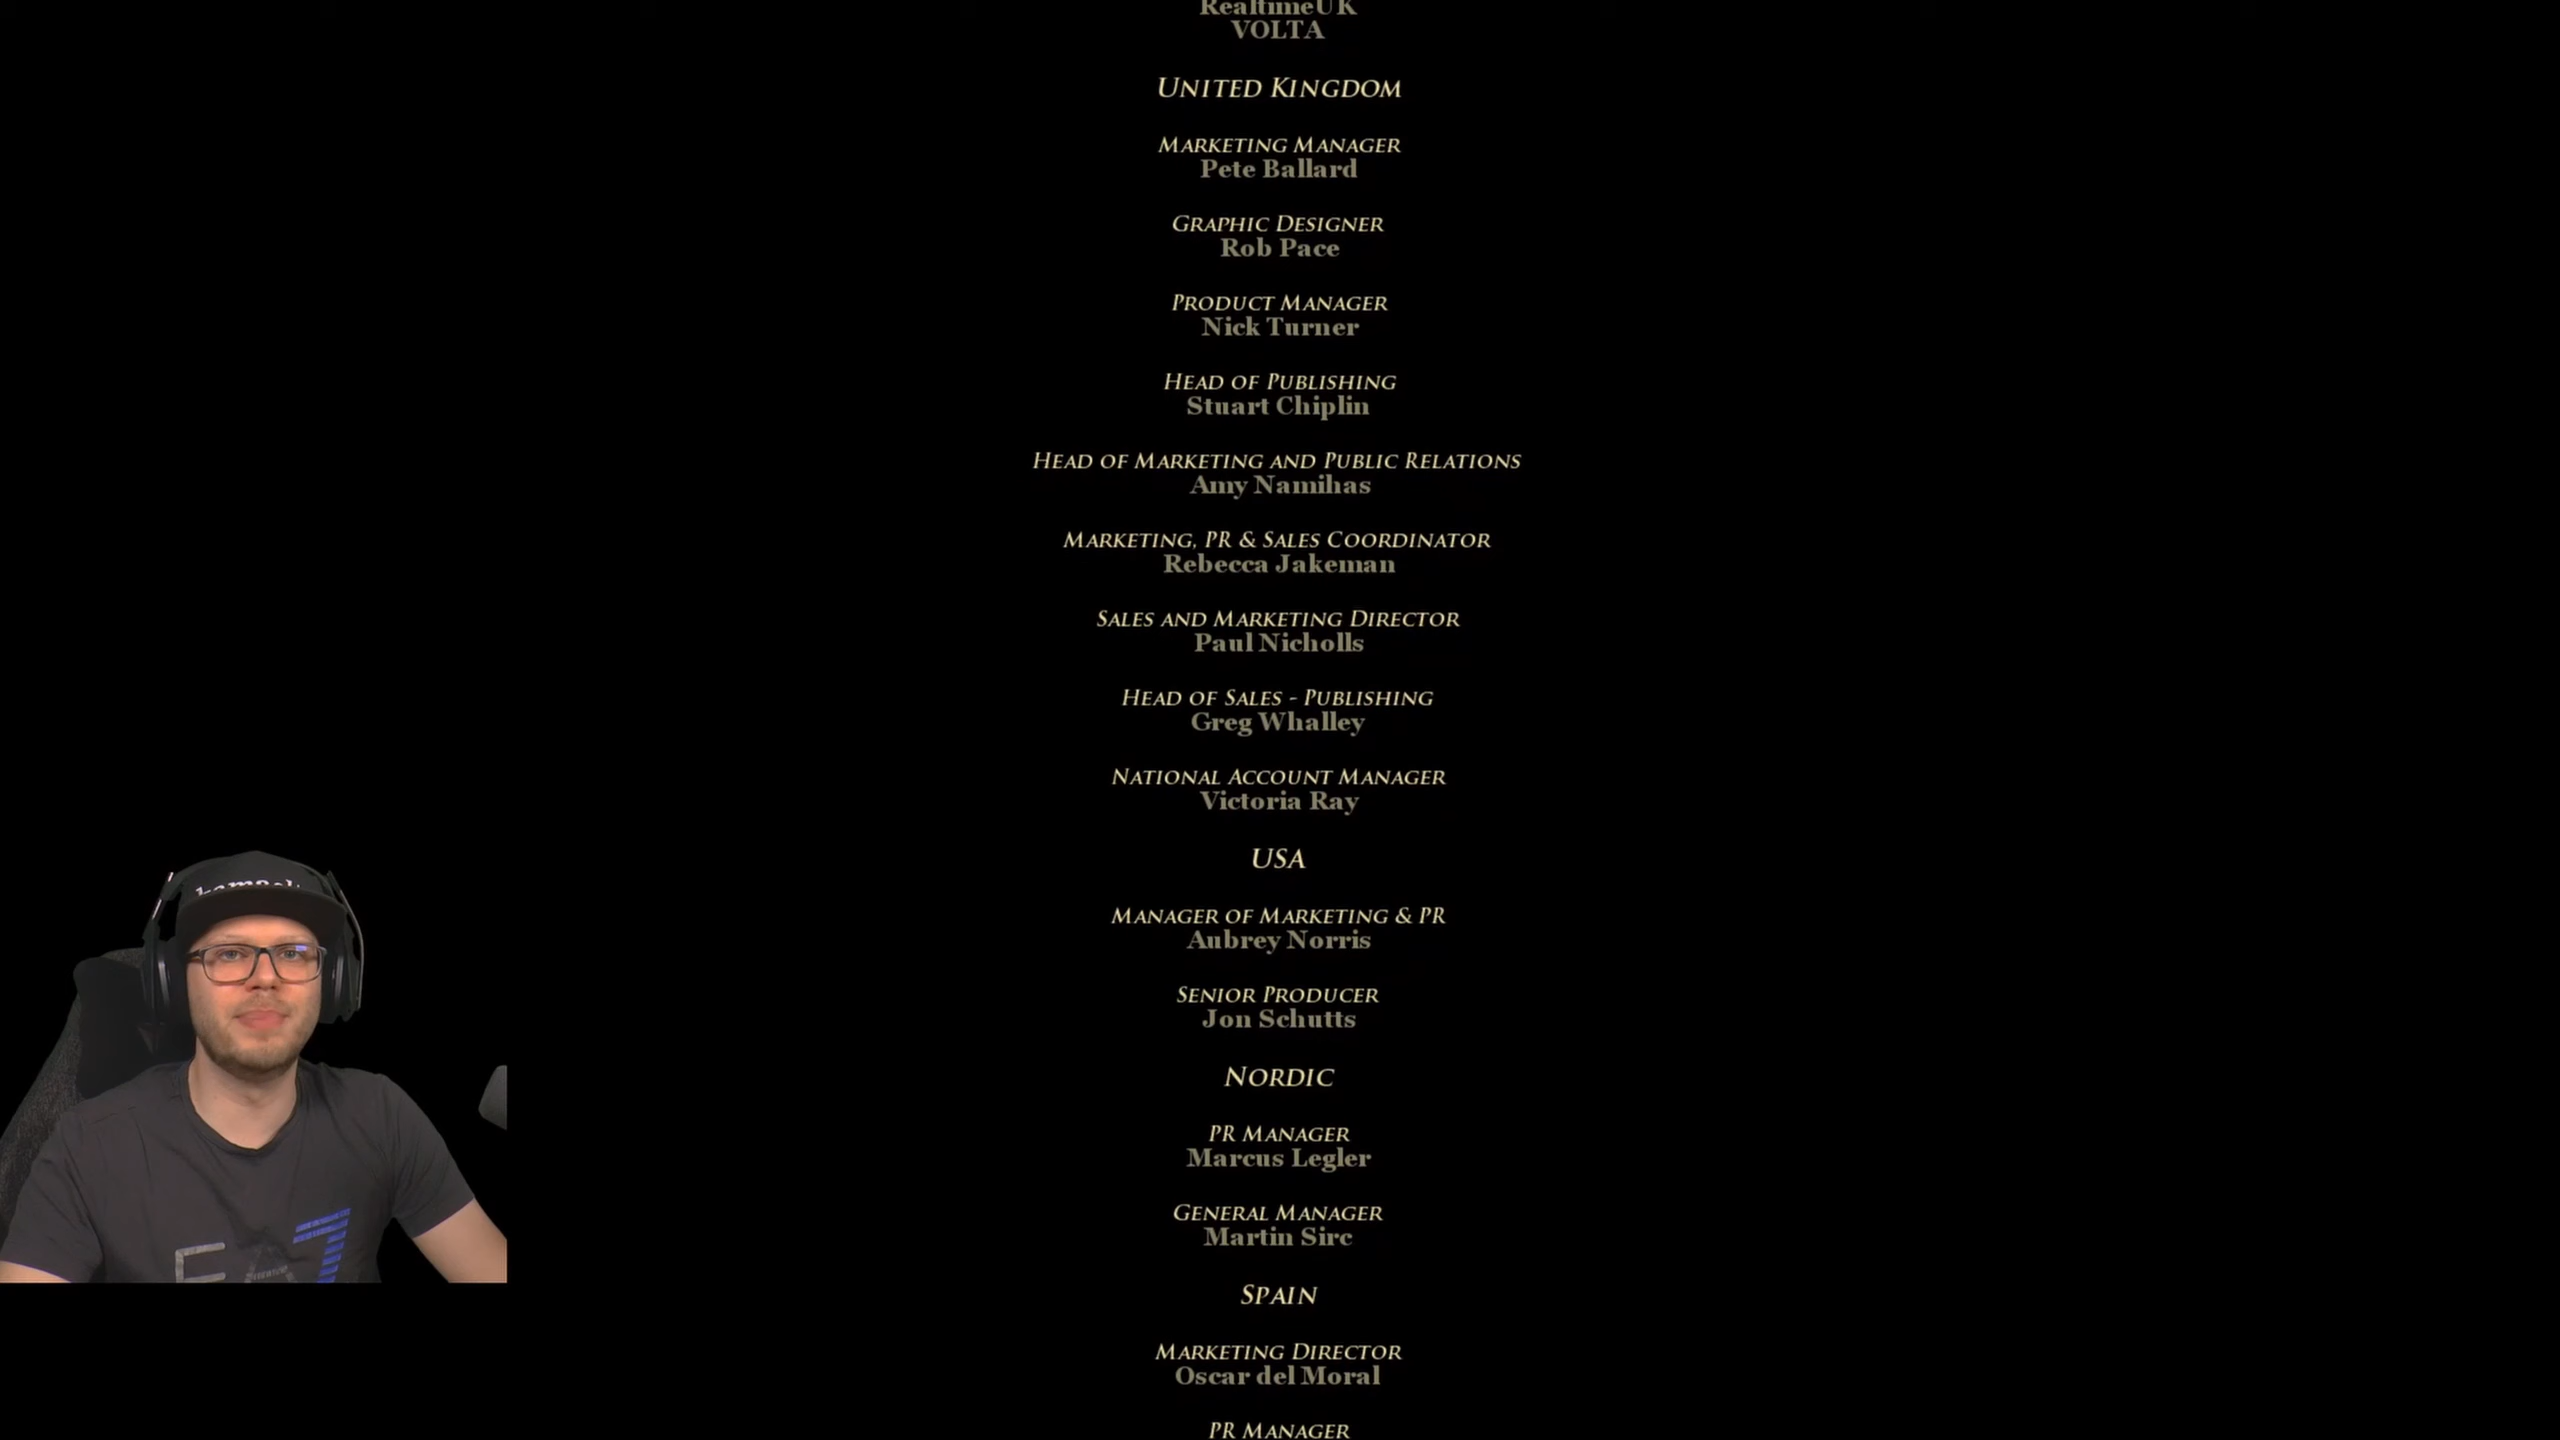 RealtimeUK
VOLTA
UNITED KINGDOM
MARKETING MANAGER
Pete Ballard
GRAPHIC DESIGNER
Rob Pace
PRODUCT MANAGER
Nick Turner
HEAD OF PUBLISHING
Stuart Chiplin
HEAD OF MARKETING AND PUBLIC RELATIONS
Amy Namihas
MARKETING, PR & SALES COORDINATOR
Rebecca Jakeman
SALES AND MARKETING DIRECTOR
Paul Nicholls
HEAD OF SALES - PUBLISHING
Greg Whalley
NATIONAL ACCOUNT MANAGER
Victoria Ray
USA
MANAGER OF MARKETING & PR
Aubrey Norris
SENIOR PRODUCER
Jon Schutts
NORDIC
PR MANAGER
Marcus Legler
GENERAL MANAGER
Martin Sirc
SPAIN
MARKETING DIRECTOR
Oscar del Moral
PR MANAGER